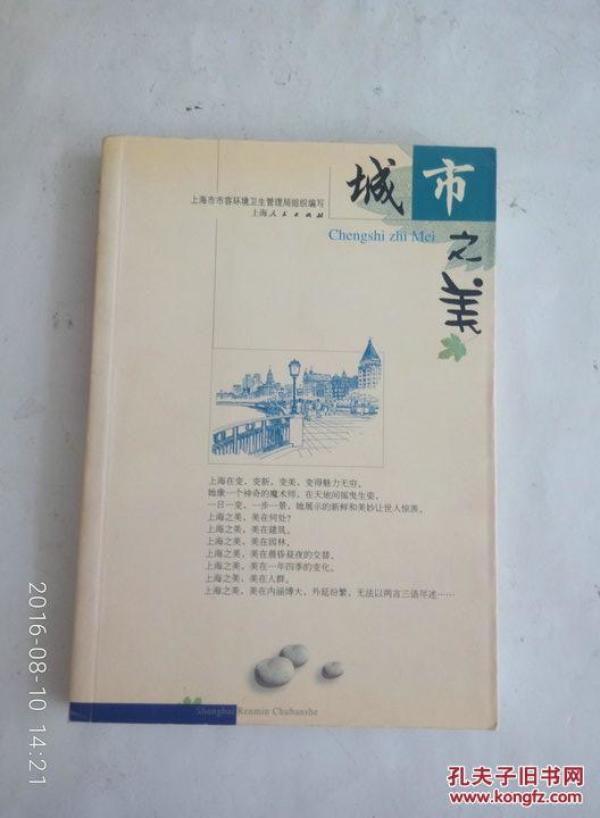 城市
之美
Chengshi zhi Mei
上海市市容环境卫生管理局组织编写
上海人民出版社
上海在变，变新，变美，变得魅力无穷。
她像一个神奇的魔术师，在天地间摇曳生姿。
一日一变，一步一景，她展示的新鲜和美妙让世人惊羡。
上海之美，美在何处？
上海之美，美在建筑。
上海之美，美在园林。
上海之美，美在晨昏昼夜的交替。
上海之美，美在一年四季的变化。
上海之美，美在人群。
上海之美，美在内涵博大，外延纷繁，无法以两言三语尽述……
Shanghai Renmin Chubanshe
2016-08-10 14:21
孔夫子旧书网
www.kongfz.com